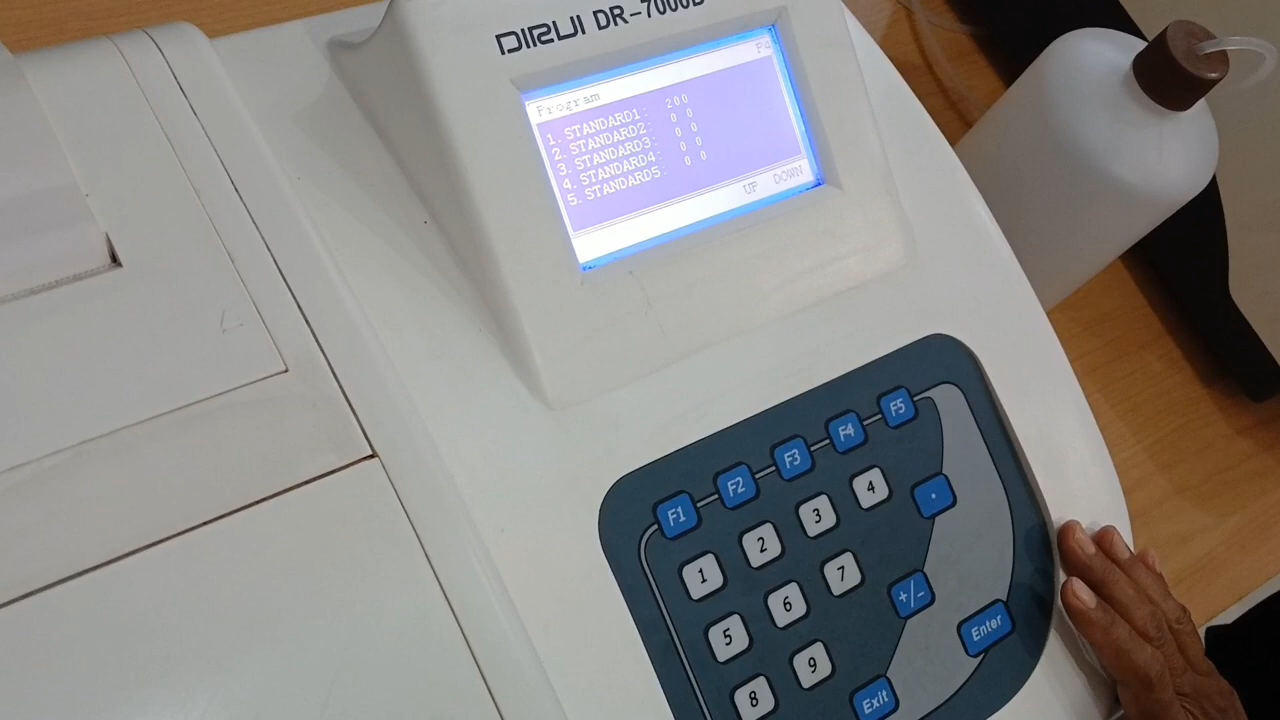 DIRUI DR-7000D
Program
1. STANDARD1: 200
2. STANDARD2: 0 0
3. STANDARD3: 0 0
4. STANDARD4: 0 0
5. STANDARD5: 0 0
UP DOWN
F1 F2 F3 F4 F5
1 2 3 4 .
5 6 7 +/-
8 9 Exit Enter